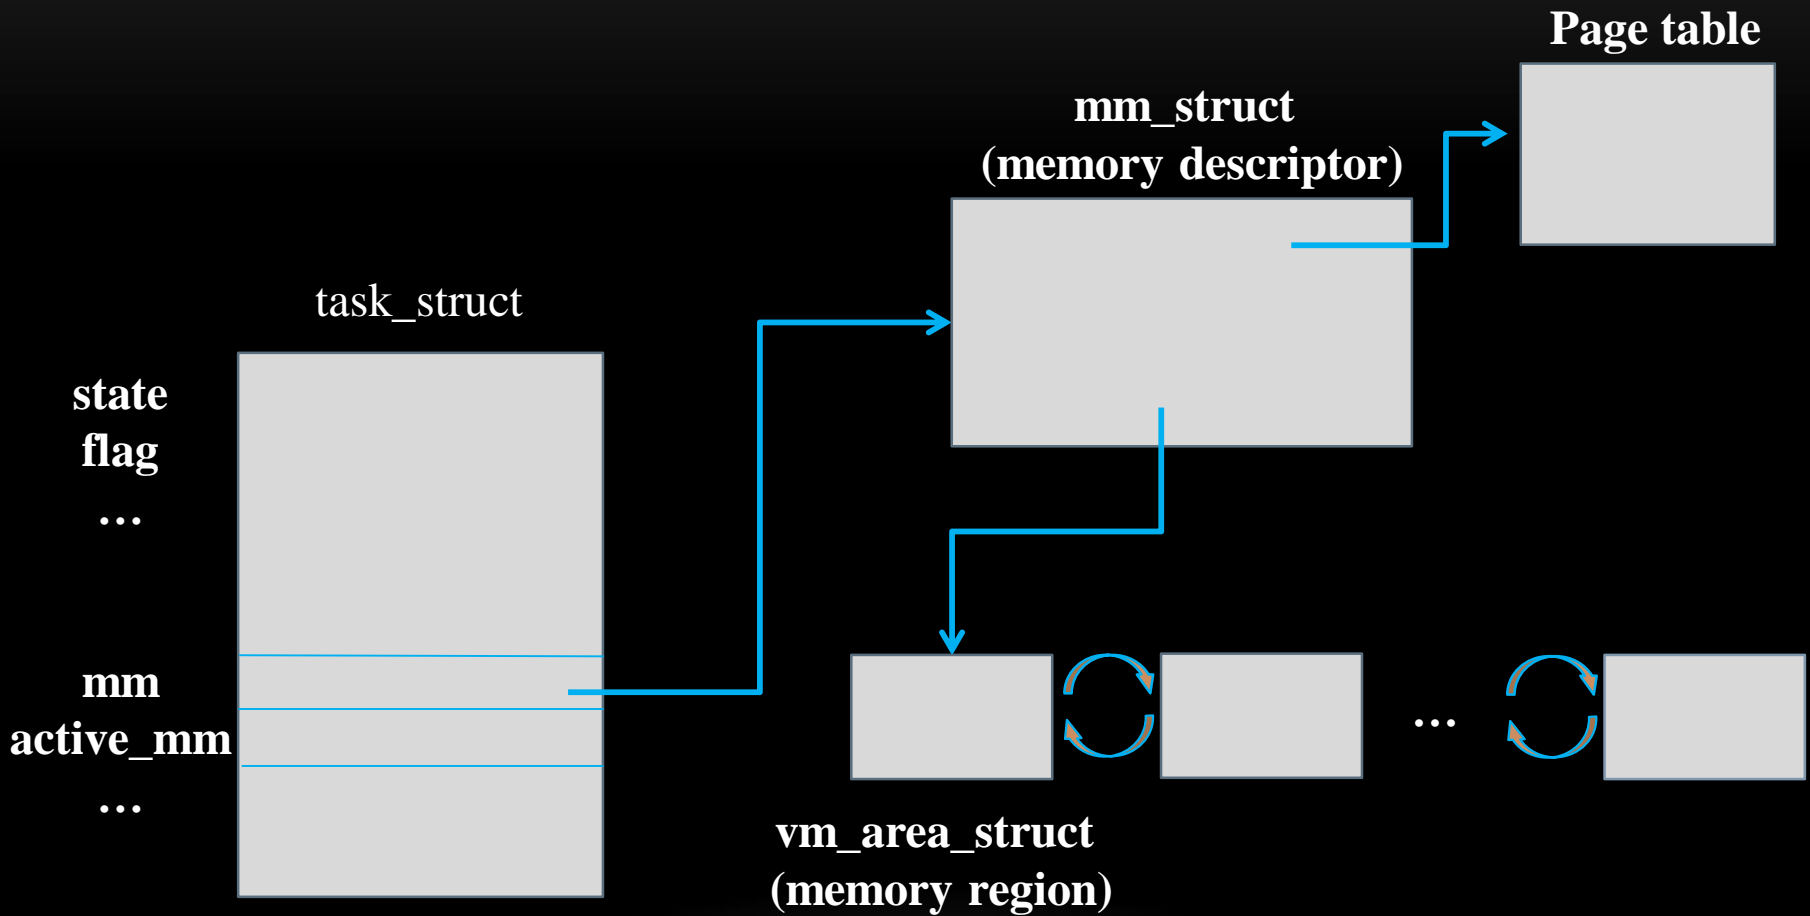 Page table
mm_struct
(memory descriptor)
task_struct
state
flag
…
mm
active_mm
…
…
vm_area_struct
(memory region)